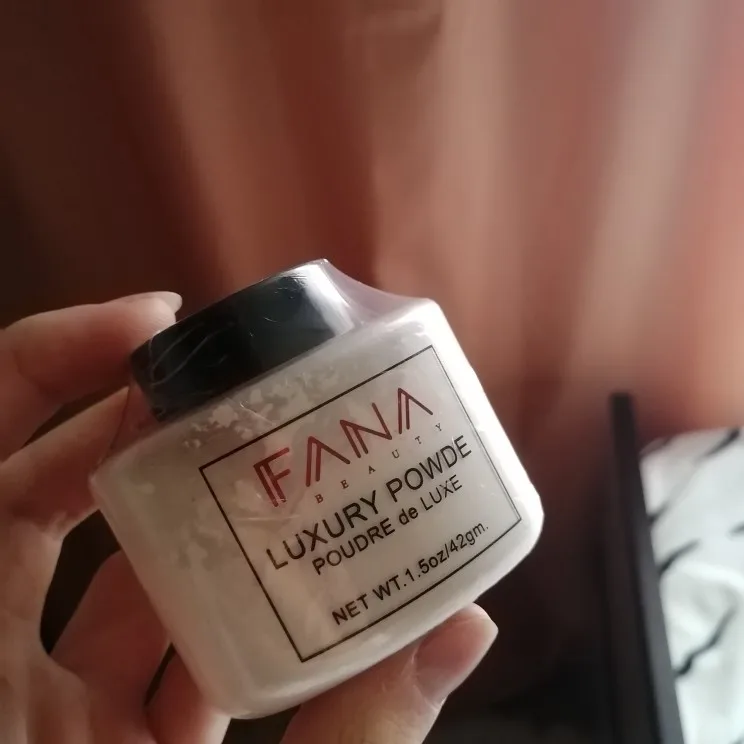 FANA
BEAUTY
LUXURY POWDE
POUDRE de LUXE
NET WT.1.5oz/42gm.